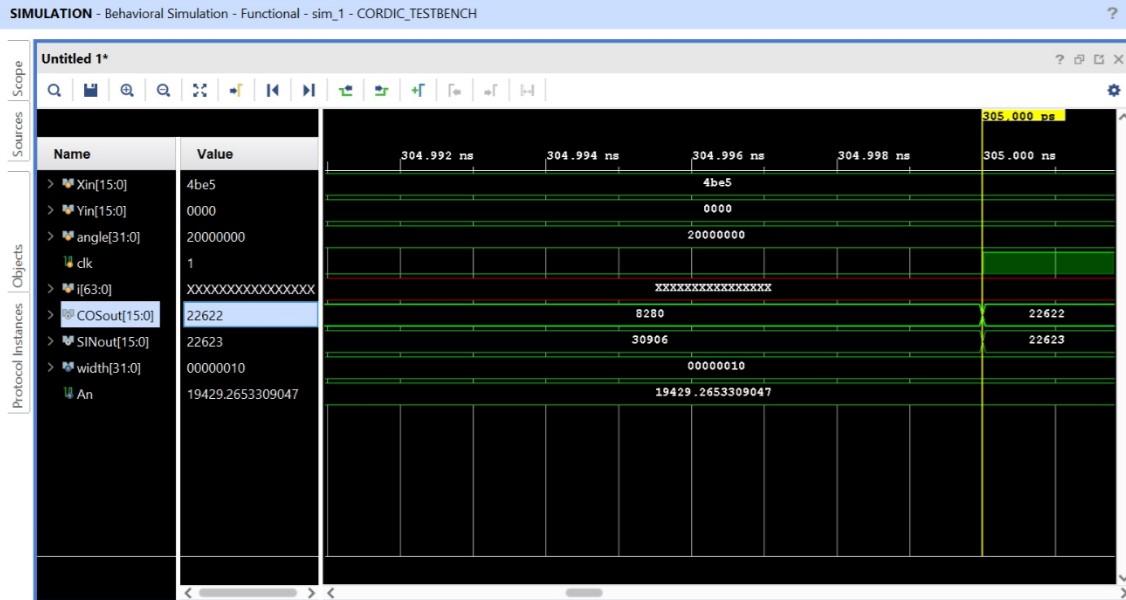 SIMULATION - Behavioral Simulation - Functional - sim_1 - CORDIC_TESTBENCH ?
Untitled 1* ?
Scope
Sources
Objects
Protocol Instances
305.000 ps
Name Value 304.992 ns 304.994 ns 304.996 ns 304.998 ns 305.000 ns
Xin[15:0] 4be5 4be5
Yin[15:0] 0000 0000
angle[31:0] 20000000 20000000
clk 1
i[63:0] XXXXXXXXXXXXXXXX XXXXXXXXXXXXXXXX
COSout[15:0] 22622 8280 22622
SINout[15:0] 22623 30906 22623
width[31:0] 00000010 00000010
An 19429.2653309047 19429.2653309047